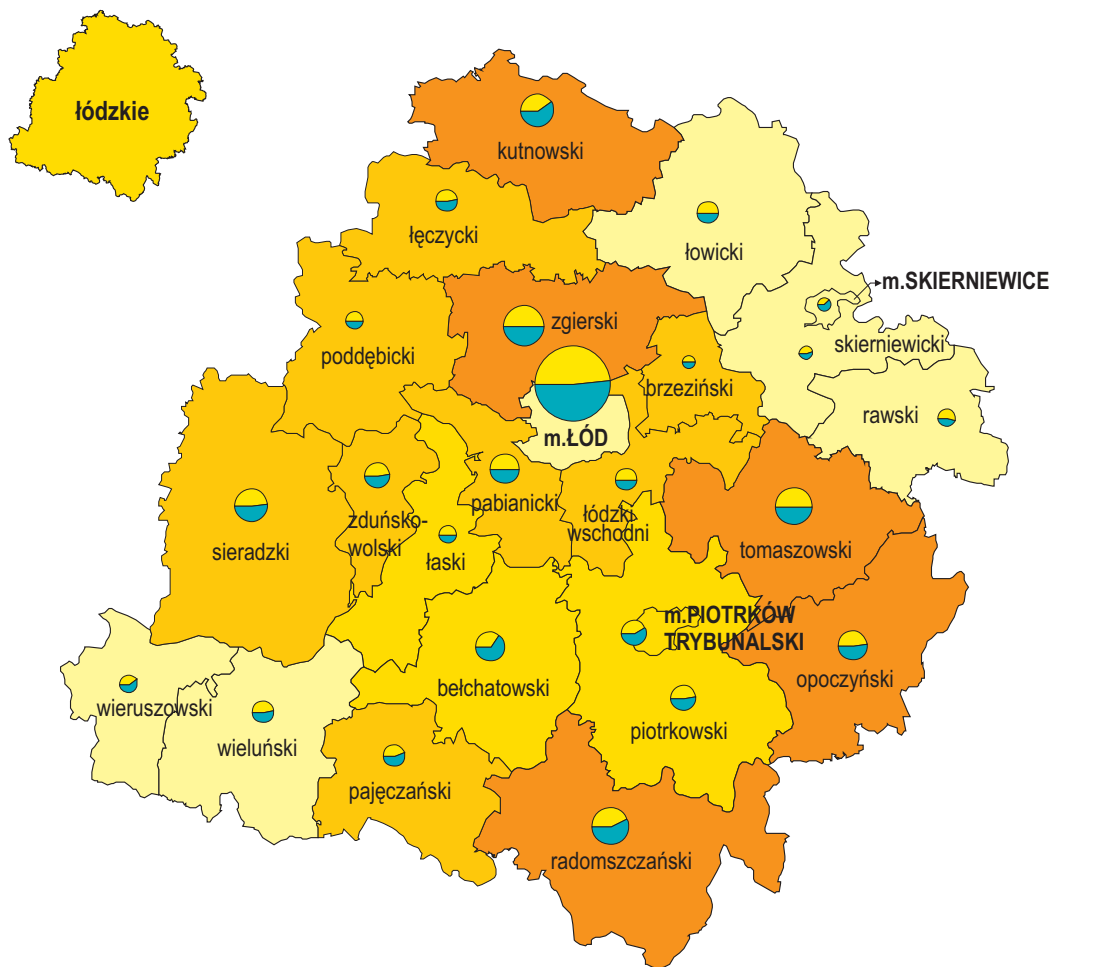 łódzkie
kutnowski
łęczycki
łowicki
m.SKIERNIEWICE
zgierski
skierniewicki
poddębicki
brzeziński
rawski
m.ŁÓD
pabianicki
łódzki
wschodni
zduńsko-
wolski
sieradzki
łaski
tomaszowski
m.PIOTRKÓW
TRYBUNALSKI
opoczyński
bełchatowski
wieruszowski
piotrkowski
wieluński
pajęczański
radomszczański